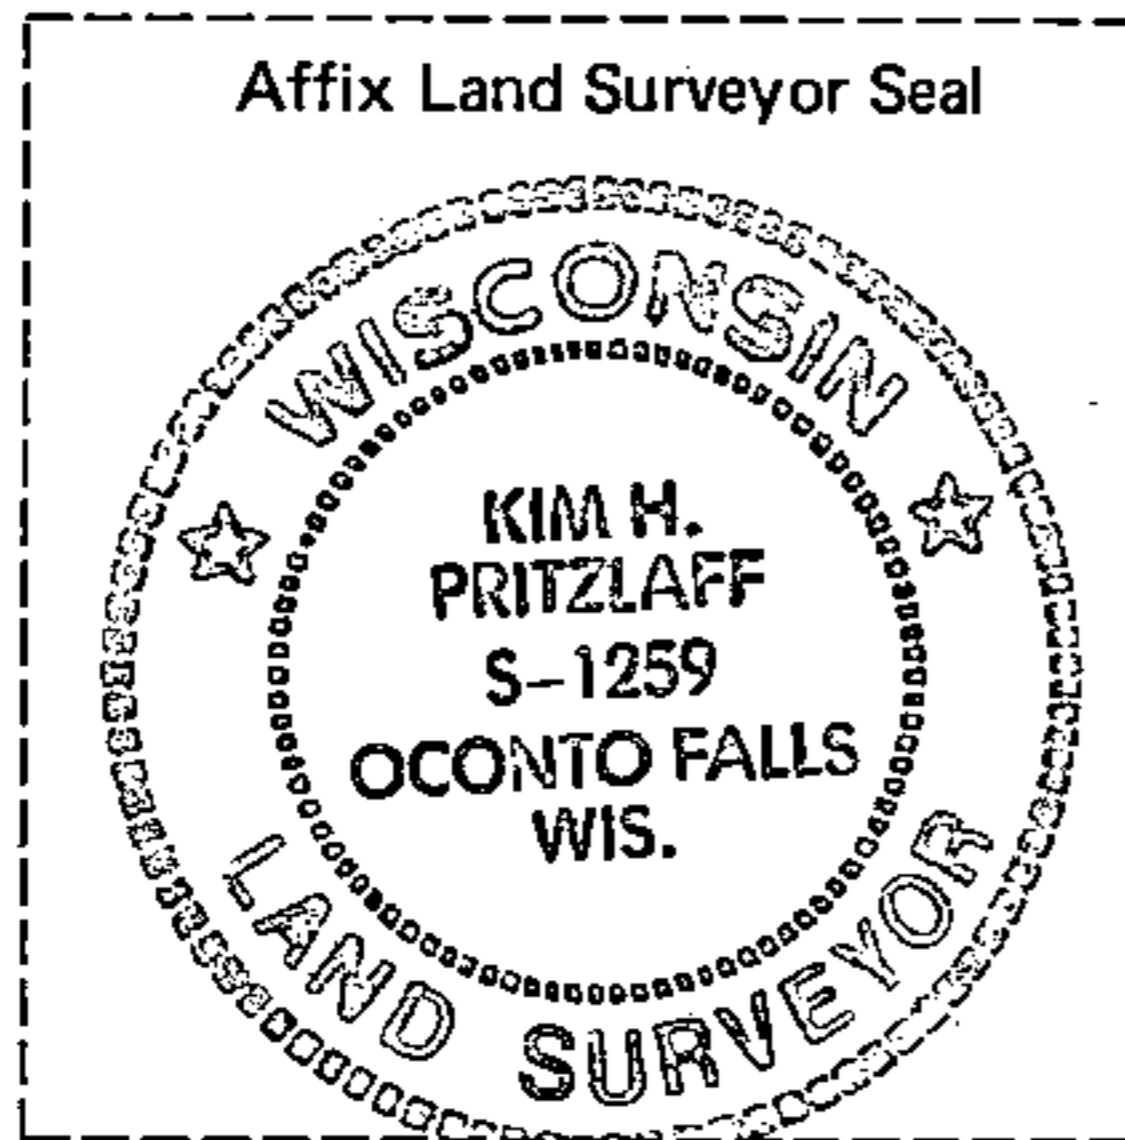 Affix Land Surveyor Seal
WISCONSIN
KIM H.
PRITZLAFF
S-1259
OCONTO FALLS
WIS.
LAND SURVEYOR